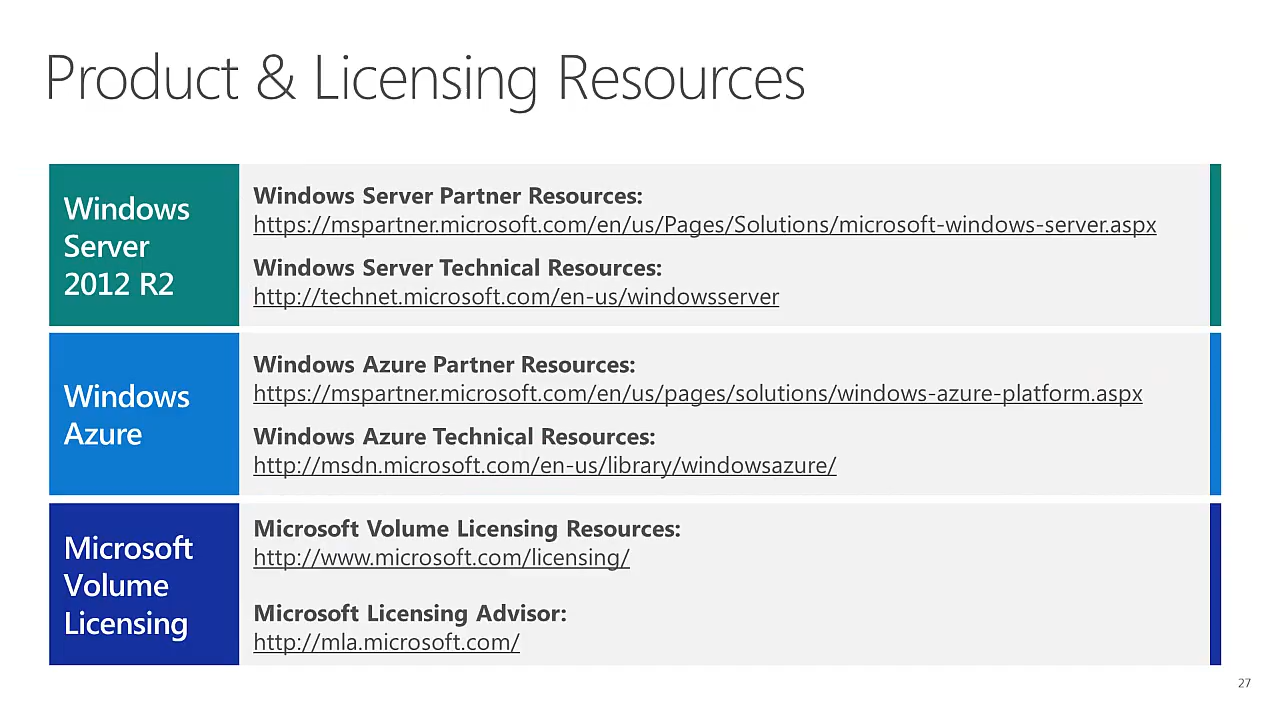 Product & Licensing Resources
Windows
Server
2012 R2
Windows Server Partner Resources:
https://mspartner.microsoft.com/en/us/Pages/Solutions/microsoft-windows-server.aspx
Windows Server Technical Resources:
http://technet.microsoft.com/en-us/windowsserver
Windows
Azure
Windows Azure Partner Resources:
https://mspartner.microsoft.com/en/us/pages/solutions/windows-azure-platform.aspx
Windows Azure Technical Resources:
http://msdn.microsoft.com/en-us/library/windowsazure/
Microsoft
Volume
Licensing
Microsoft Volume Licensing Resources:
http://www.microsoft.com/licensing/
Microsoft Licensing Advisor:
http://mla.microsoft.com/
27